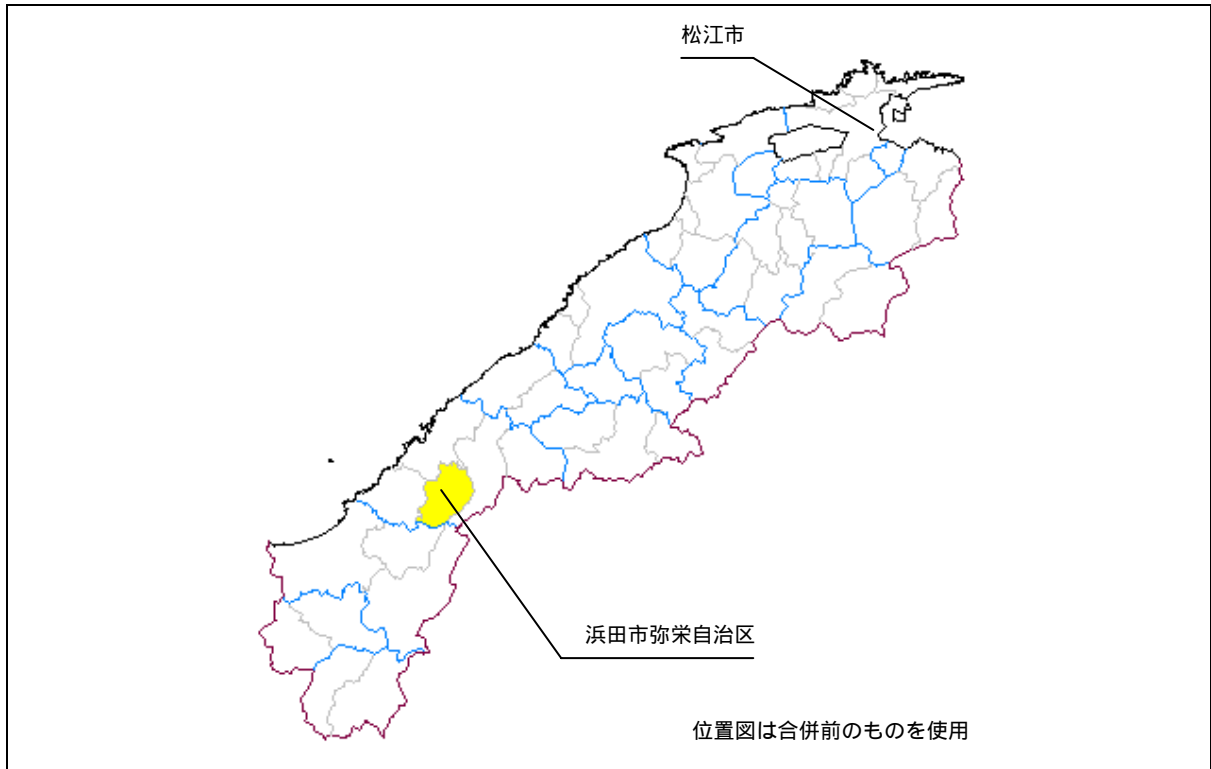 松江市
浜田市弥栄自治区
位置図は合併前のものを使用